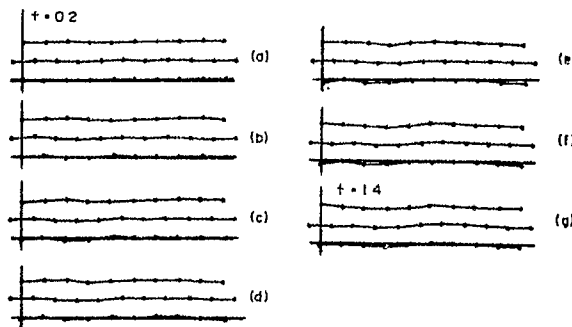 t = 0.2
(a)
(b)
(c)
(d)
(e
(f)
t = 1.4
(g)